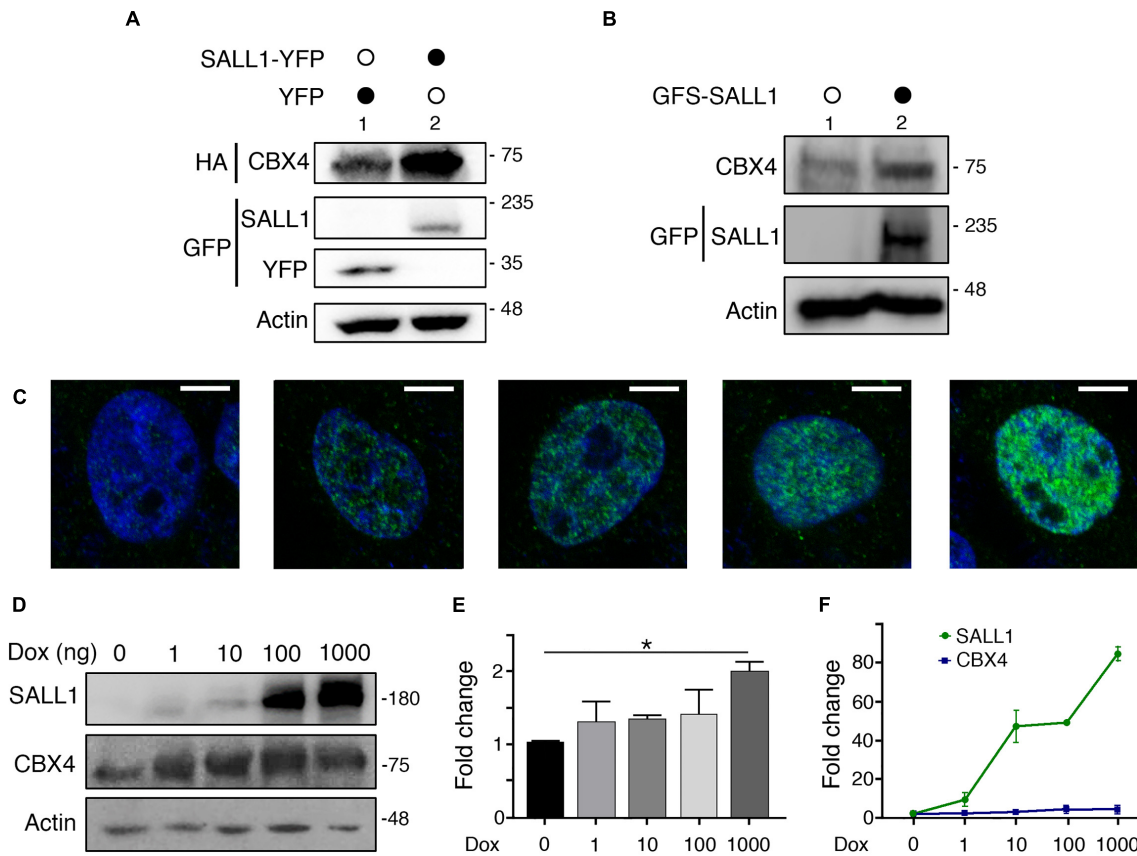 A
SALL1-YFP
YFP
1 2
HA CBX4 - 75
GFP SALL1 - 235
YFP - 35
Actin - 48
B
GFS-SALL1
1 2
CBX4 - 75
GFP SALL1 - 235
Actin - 48
C
D
Dox (ng) 0 1 10 100 1000
SALL1 -180
CBX4 -75
Actin -48
E
Fold change
2
1
0
*
Dox 0 1 10 100 1000
F
Fold change
80
60
40
20
0
SALL1
CBX4
Dox 0 1 10 100 1000